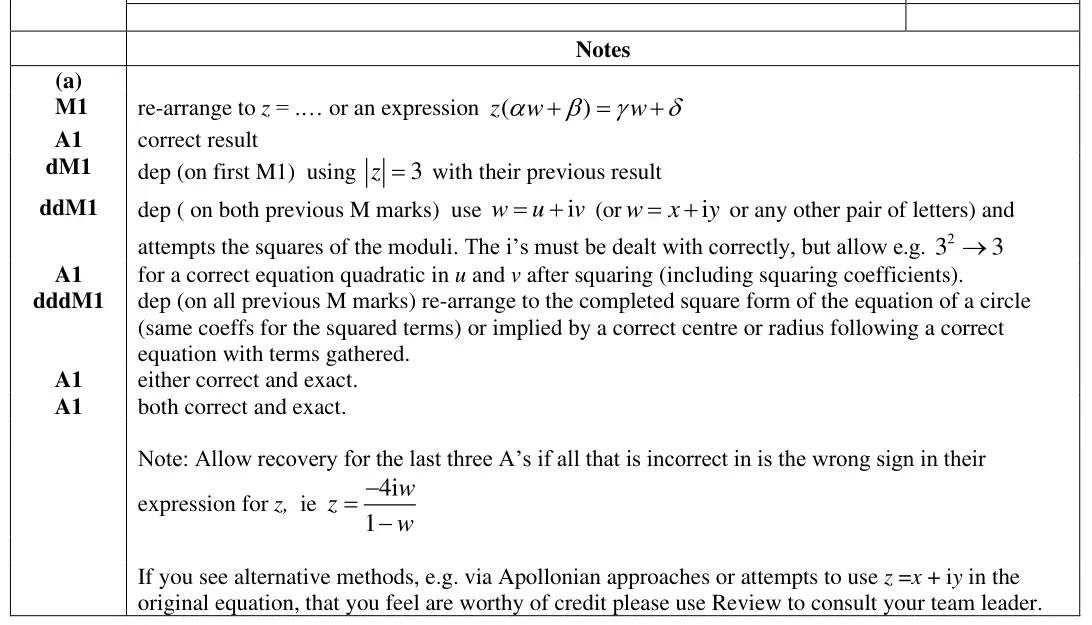 Notes
(a)
M1 re-arrange to z = .… or an expression z(αw + β) = γw + δ
A1 correct result
dM1 dep (on first M1) using |z| = 3 with their previous result
ddM1 dep ( on both previous M marks) use w = u + iv (or w = x + iy or any other pair of letters) and
attempts the squares of the moduli. The i’s must be dealt with correctly, but allow e.g. 3² → 3
A1 for a correct equation quadratic in u and v after squaring (including squaring coefficients).
dddM1 dep (on all previous M marks) re-arrange to the completed square form of the equation of a circle
(same coeffs for the squared terms) or implied by a correct centre or radius following a correct
equation with terms gathered.
A1 either correct and exact.
A1 both correct and exact.
Note: Allow recovery for the last three A’s if all that is incorrect in is the wrong sign in their
expression for z, ie z = −4iw / 1 − w
If you see alternative methods, e.g. via Apollonian approaches or attempts to use z =x + iy in the
original equation, that you feel are worthy of credit please use Review to consult your team leader.